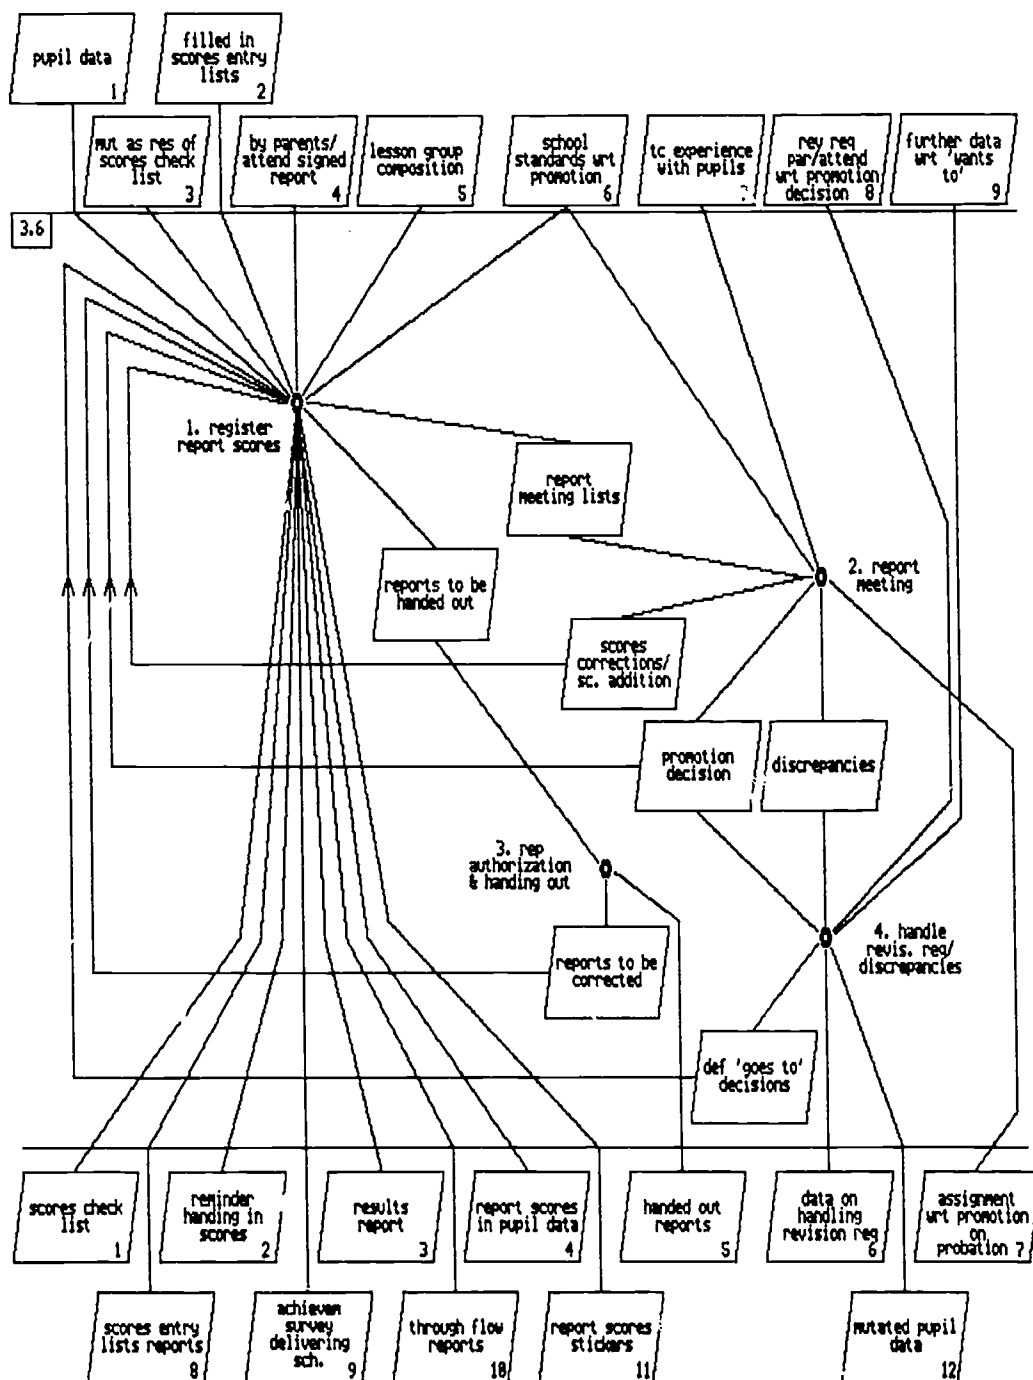 pupil data
1
filled in
scores entry
lists
2
mut as res of
scores check
list
3
by parents/
attend signed
report
4
lesson group
composition
5
school
standards wrt
promotion
6
tc experience
with pupils
7
rev req
par/attend
wrt promotion
decision 8
further data
wrt 'wants
to'
9
3.6
1. register
report scores
report
meeting lists
reports to be
handed out
2. report
meeting
scores
corrections/
sc. addition
promotion
decision
discrepancies
3. rep
authorization
& handing out
4. handle
revis. req/
discrepancies
reports to be
corrected
def 'goes to'
decisions
scores check
list
1
reminder
handing in
scores
2
results
report
3
report scores
in pupil data
4
handed out
reports
5
data on
handling
revision req
6
assignment
wrt promotion
on
probation 7
scores entry
lists reports
8
achievem
survey
delivering
sch.
9
through flow
reports
10
report scores
stickers
11
mutated pupil
data
12